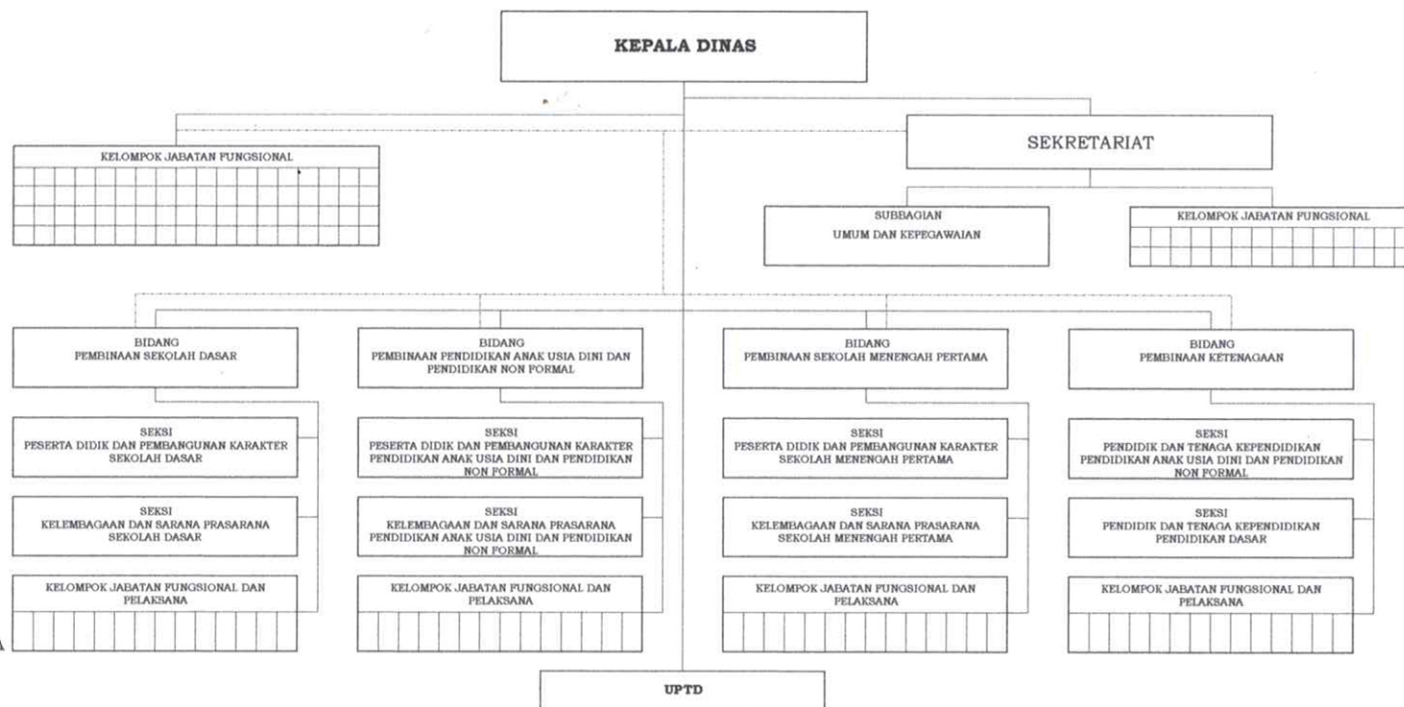 KEPALA DINAS
SEKRETARIAT
KELOMPOK JABATAN FUNGSIONAL
SUBBAGIAN
UMUM DAN KEPEGAWAIAN
KELOMPOK JABATAN FUNGSIONAL
BIDANG
PEMBINAAN SEKOLAH DASAR
BIDANG
PEMBINAAN PENDIDIKAN ANAK USIA DINI DAN
PENDIDIKAN NON FORMAL
BIDANG
PEMBINAAN SEKOLAH MENENGAH PERTAMA
BIDANG
PEMBINAAN KETENAGAAN
SEKSI
PESERTA DIDIK DAN PEMBANGUNAN KARAKTER
SEKOLAH DASAR
SEKSI
PESERTA DIDIK DAN PEMBANGUNAN KARAKTER
PENDIDIKAN ANAK USIA DINI DAN PENDIDIKAN
NON FORMAL
SEKSI
PESERTA DIDIK DAN PEMBANGUNAN KARAKTER
SEKOLAH MENENGAH PERTAMA
SEKSI
PENDIDIK DAN TENAGA KEPENDIDIKAN
PENDIDIKAN ANAK USIA DINI DAN PENDIDIKAN
NON FORMAL
SEKSI
KELEMBAGAAN DAN SARANA PRASARANA
SEKOLAH DASAR
SEKSI
KELEMBAGAAN DAN SARANA PRASARANA
PENDIDIKAN ANAK USIA DINI DAN PENDIDIKAN
NON FORMAL
SEKSI
KELEMBAGAAN DAN SARANA PRASARANA
SEKOLAH MENENGAH PERTAMA
SEKSI
PENDIDIK DAN TENAGA KEPENDIDIKAN
PENDIDIKAN DASAR
KELOMPOK JABATAN FUNGSIONAL DAN
PELAKSANA
KELOMPOK JABATAN FUNGSIONAL DAN
PELAKSANA
KELOMPOK JABATAN FUNGSIONAL DAN
PELAKSANA
KELOMPOK JABATAN FUNGSIONAL DAN
PELAKSANA
UPTD